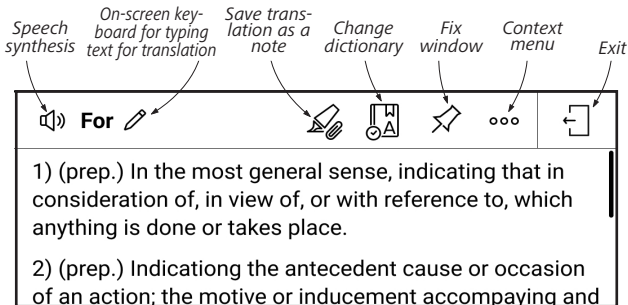 Speech
synthesis
On-screen key-
board for typing
text for translation
Save trans-
lation as a
note
Change
dictionary
Fix
window
Context
menu
Exit
For
A
1) (prep.) In the most general sense, indicating that in
consideration of, in view of, or with reference to, which
anything is done or takes place.
2) (prep.) Indicationg the antecedent cause or occasion
of an action; the motive or inducement accompaying and